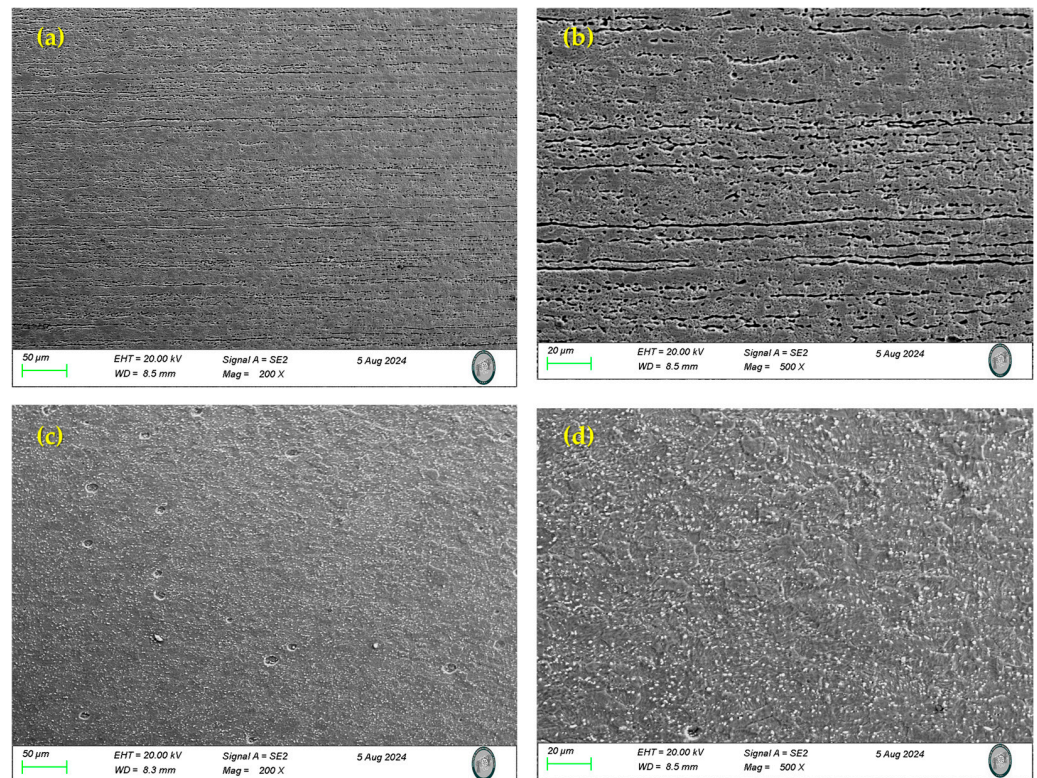 (a)
50 µm
EHT = 20.00 kV
Signal A = SE2
5 Aug 2024
WD = 8.5 mm
Mag = 200 X
(b)
20 µm
EHT = 20.00 kV
Signal A = SE2
5 Aug 2024
WD = 8.5 mm
Mag = 500 X
(c)
50 µm
EHT = 20.00 kV
Signal A = SE2
5 Aug 2024
WD = 8.3 mm
Mag = 200 X
(d)
20 µm
EHT = 20.00 kV
Signal A = SE2
5 Aug 2024
WD = 8.5 mm
Mag = 500 X